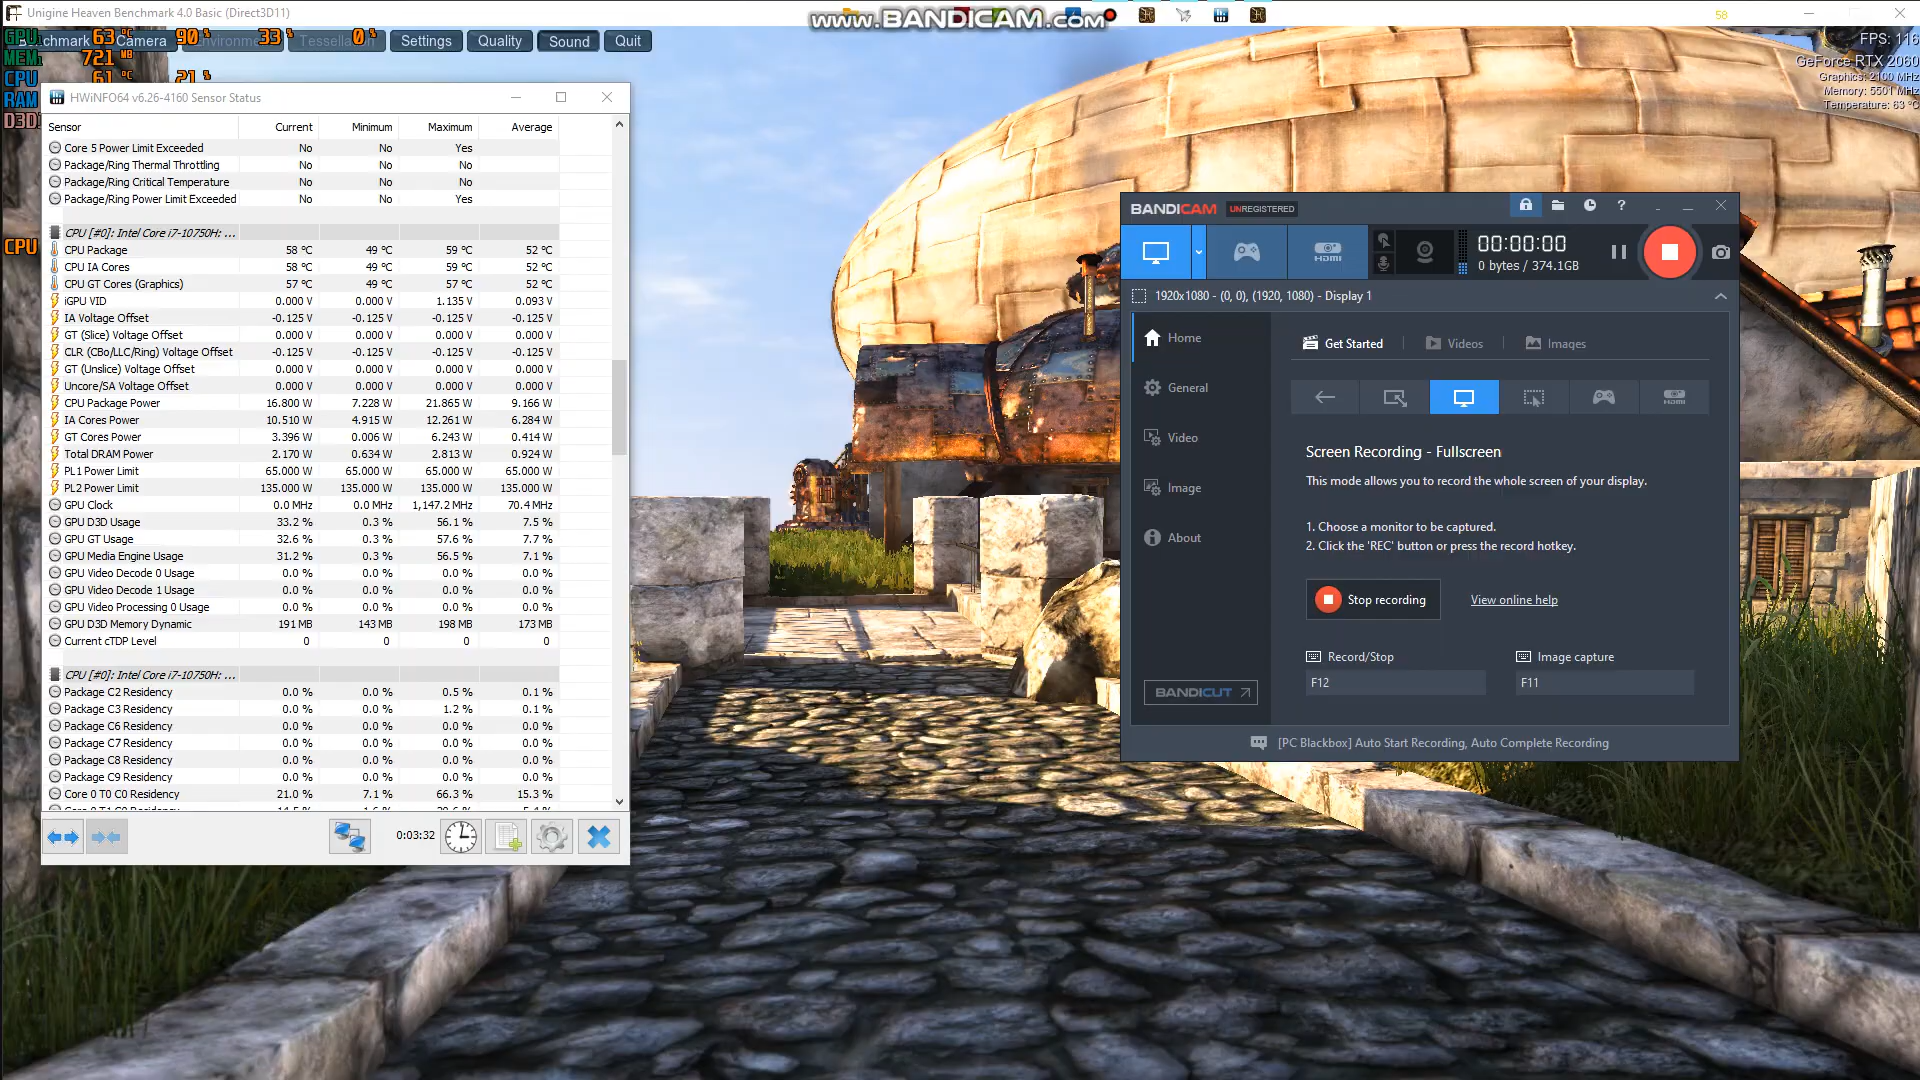 Unigine Heaven Benchmark 4.0 Basic (Direct3D11)
www.BANDICAM.com
58
GPU 63 °C 90 % 33 % 0 %
Benchmark Camera Environme Tessella Settings Quality Sound Quit
MEM 721 MB
CPU 61 °C 21 %
RAM
D3D
CPU
FPS: 116
GeForce RTX 2060
Graphics: 2100 MHz
Memory: 5501 MHz
Temperature: 63 °C
HWiNFO64 v6.26-4160 Sensor Status
Sensor Current Minimum Maximum Average
Core 5 Power Limit Exceeded No No Yes
Package/Ring Thermal Throttling No No No
Package/Ring Critical Temperature No No No
Package/Ring Power Limit Exceeded No No Yes
CPU [#0]: Intel Core i7-10750H: ...
CPU Package 58 °C 49 °C 59 °C 52 °C
CPU IA Cores 58 °C 49 °C 59 °C 52 °C
CPU GT Cores (Graphics) 57 °C 49 °C 57 °C 52 °C
iGPU VID 0.000 V 0.000 V 1.135 V 0.093 V
IA Voltage Offset -0.125 V -0.125 V -0.125 V -0.125 V
GT (Slice) Voltage Offset 0.000 V 0.000 V 0.000 V 0.000 V
CLR (CBo/LLC/Ring) Voltage Offset -0.125 V -0.125 V -0.125 V -0.125 V
GT (Unslice) Voltage Offset 0.000 V 0.000 V 0.000 V 0.000 V
Uncore/SA Voltage Offset 0.000 V 0.000 V 0.000 V 0.000 V
CPU Package Power 16.800 W 7.228 W 21.865 W 9.166 W
IA Cores Power 10.510 W 4.915 W 12.261 W 6.284 W
GT Cores Power 3.396 W 0.006 W 6.243 W 0.414 W
Total DRAM Power 2.170 W 0.634 W 2.813 W 0.924 W
PL1 Power Limit 65.000 W 65.000 W 65.000 W 65.000 W
PL2 Power Limit 135.000 W 135.000 W 135.000 W 135.000 W
GPU Clock 0.0 MHz 0.0 MHz 1,147.2 MHz 70.4 MHz
GPU D3D Usage 33.2 % 0.3 % 56.1 % 7.5 %
GPU GT Usage 32.6 % 0.3 % 57.6 % 7.7 %
GPU Media Engine Usage 31.2 % 0.3 % 56.5 % 7.1 %
GPU Video Decode 0 Usage 0.0 % 0.0 % 0.0 % 0.0 %
GPU Video Decode 1 Usage 0.0 % 0.0 % 0.0 % 0.0 %
GPU Video Processing 0 Usage 0.0 % 0.0 % 0.0 % 0.0 %
GPU D3D Memory Dynamic 191 MB 143 MB 198 MB 173 MB
Current cTDP Level 0 0 0 0
CPU [#0]: Intel Core i7-10750H: ...
Package C2 Residency 0.0 % 0.0 % 0.5 % 0.1 %
Package C3 Residency 0.0 % 0.0 % 1.2 % 0.1 %
Package C6 Residency 0.0 % 0.0 % 0.0 % 0.0 %
Package C7 Residency 0.0 % 0.0 % 0.0 % 0.0 %
Package C8 Residency 0.0 % 0.0 % 0.0 % 0.0 %
Package C9 Residency 0.0 % 0.0 % 0.0 % 0.0 %
Core 0 T0 C0 Residency 21.0 % 7.1 % 66.3 % 15.3 %
0:03:32
BANDICAM UNREGISTERED
?
HDMI
00:00:00
0 bytes / 374.1GB
1920x1080 - (0, 0), (1920, 1080) - Display 1
Home
General
Video
Image
About
BANDICUT
Get Started Videos Images
HDMI
Screen Recording - Fullscreen
This mode allows you to record the whole screen of your display.
1. Choose a monitor to be captured.
2. Click the 'REC' button or press the record hotkey.
Stop recording View online help
Record/Stop Image capture
F12 F11
[PC Blackbox] Auto Start Recording, Auto Complete Recording